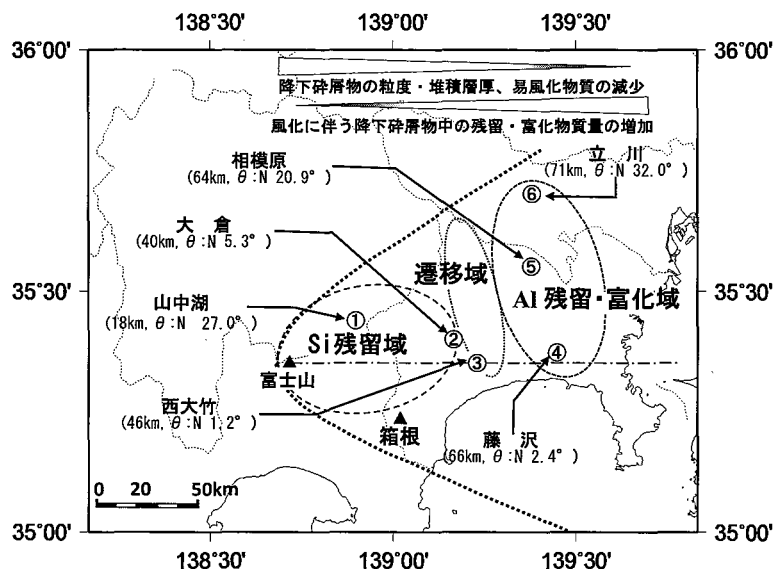 138°30' 139°00' 139°30'
36°00' 36°00'
降下砕屑物の粒度・堆積層厚、易風化物質の減少
風化に伴う降下砕屑物中の残留・富化物質量の増加
相模原
(64km, θ:N 20.9°)
立 川
(71km, θ:N 32.0°)
⑥
大 倉
(40km, θ:N 5.3°)
⑤
遷移域
Al 残留・富化域
35°30' 35°30'
山中湖
(18km, θ:N 27.0°)
①
Si残留域
②
③
④
富士山
西大竹
(46km, θ:N 1.2°)
箱根
藤 沢
(66km, θ:N 2.4°)
0 20 50km
35°00' 35°00'
138°30' 139°00' 139°30'